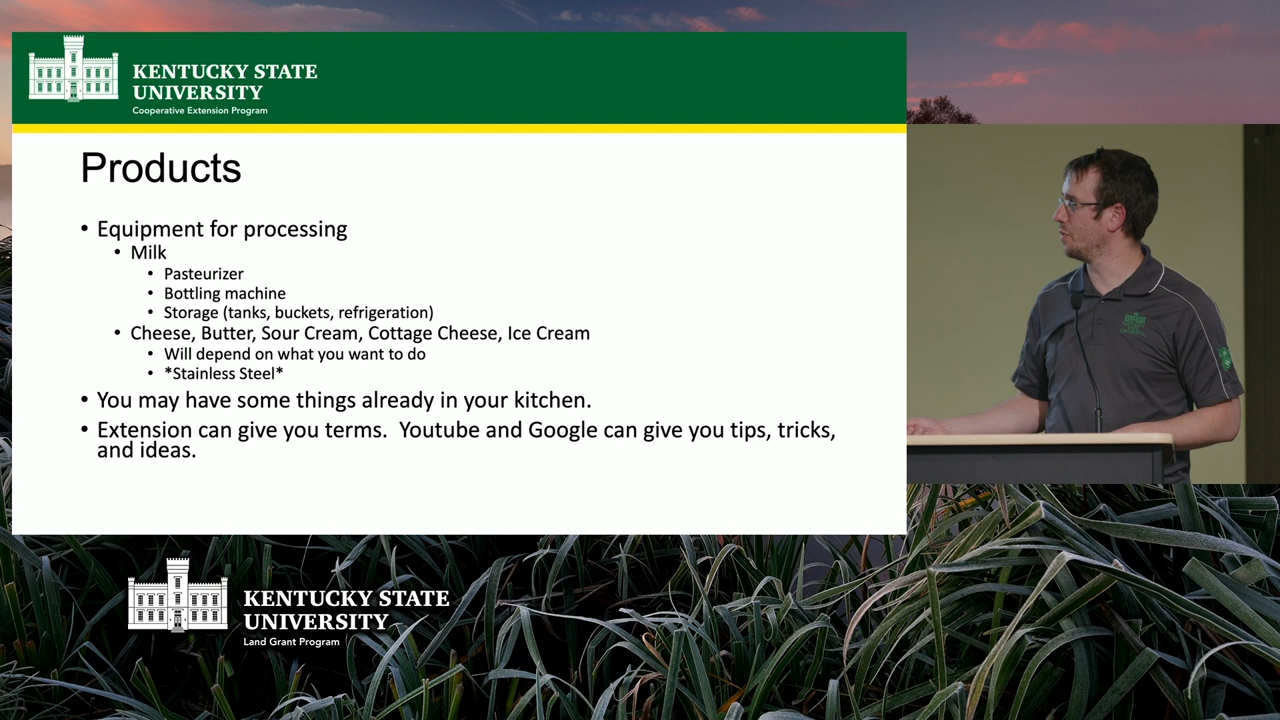 KENTUCKY STATE
UNIVERSITY
Cooperative Extension Program
Products
• Equipment for processing
• Milk
• Pasteurizer
• Bottling machine
• Storage (tanks, buckets, refrigeration)
• Cheese, Butter, Sour Cream, Cottage Cheese, Ice Cream
• Will depend on what you want to do
• *Stainless Steel*
• You may have some things already in your kitchen.
• Extension can give you terms.  Youtube and Google can give you tips, tricks,
and ideas.
KENTUCKY STATE
UNIVERSITY
Land Grant Program